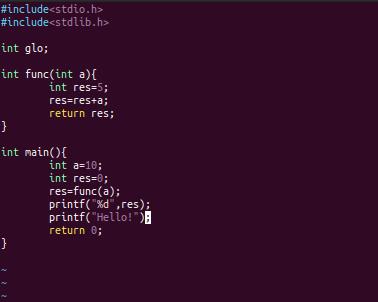 #include<stdio.h>
#include<stdlib.h>

int glo;

int func(int a){
        int res=5;
        res=res+a;
        return res;
}

int main(){
        int a=10;
        int res=0;
        res=func(a);
        printf("%d",res);
        printf("Hello!");
        return 0;
}

~
~
~